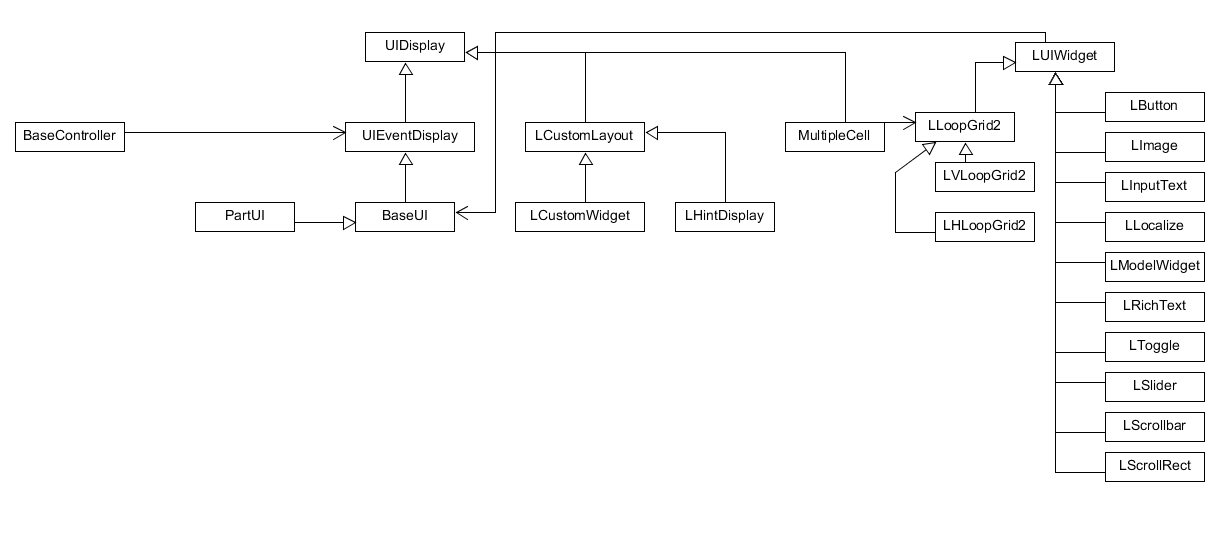 UIDisplay
LUIWidget
BaseController
UIEventDisplay
LCustomLayout
MultipleCell
LLoopGrid2
LButton
LImage
LVLoopGrid2
LInputText
PartUI
BaseUI
LCustomWidget
LHintDisplay
LHLoopGrid2
LLocalize
LModelWidget
LRichText
LToggle
LSlider
LScrollbar
LScrollRect